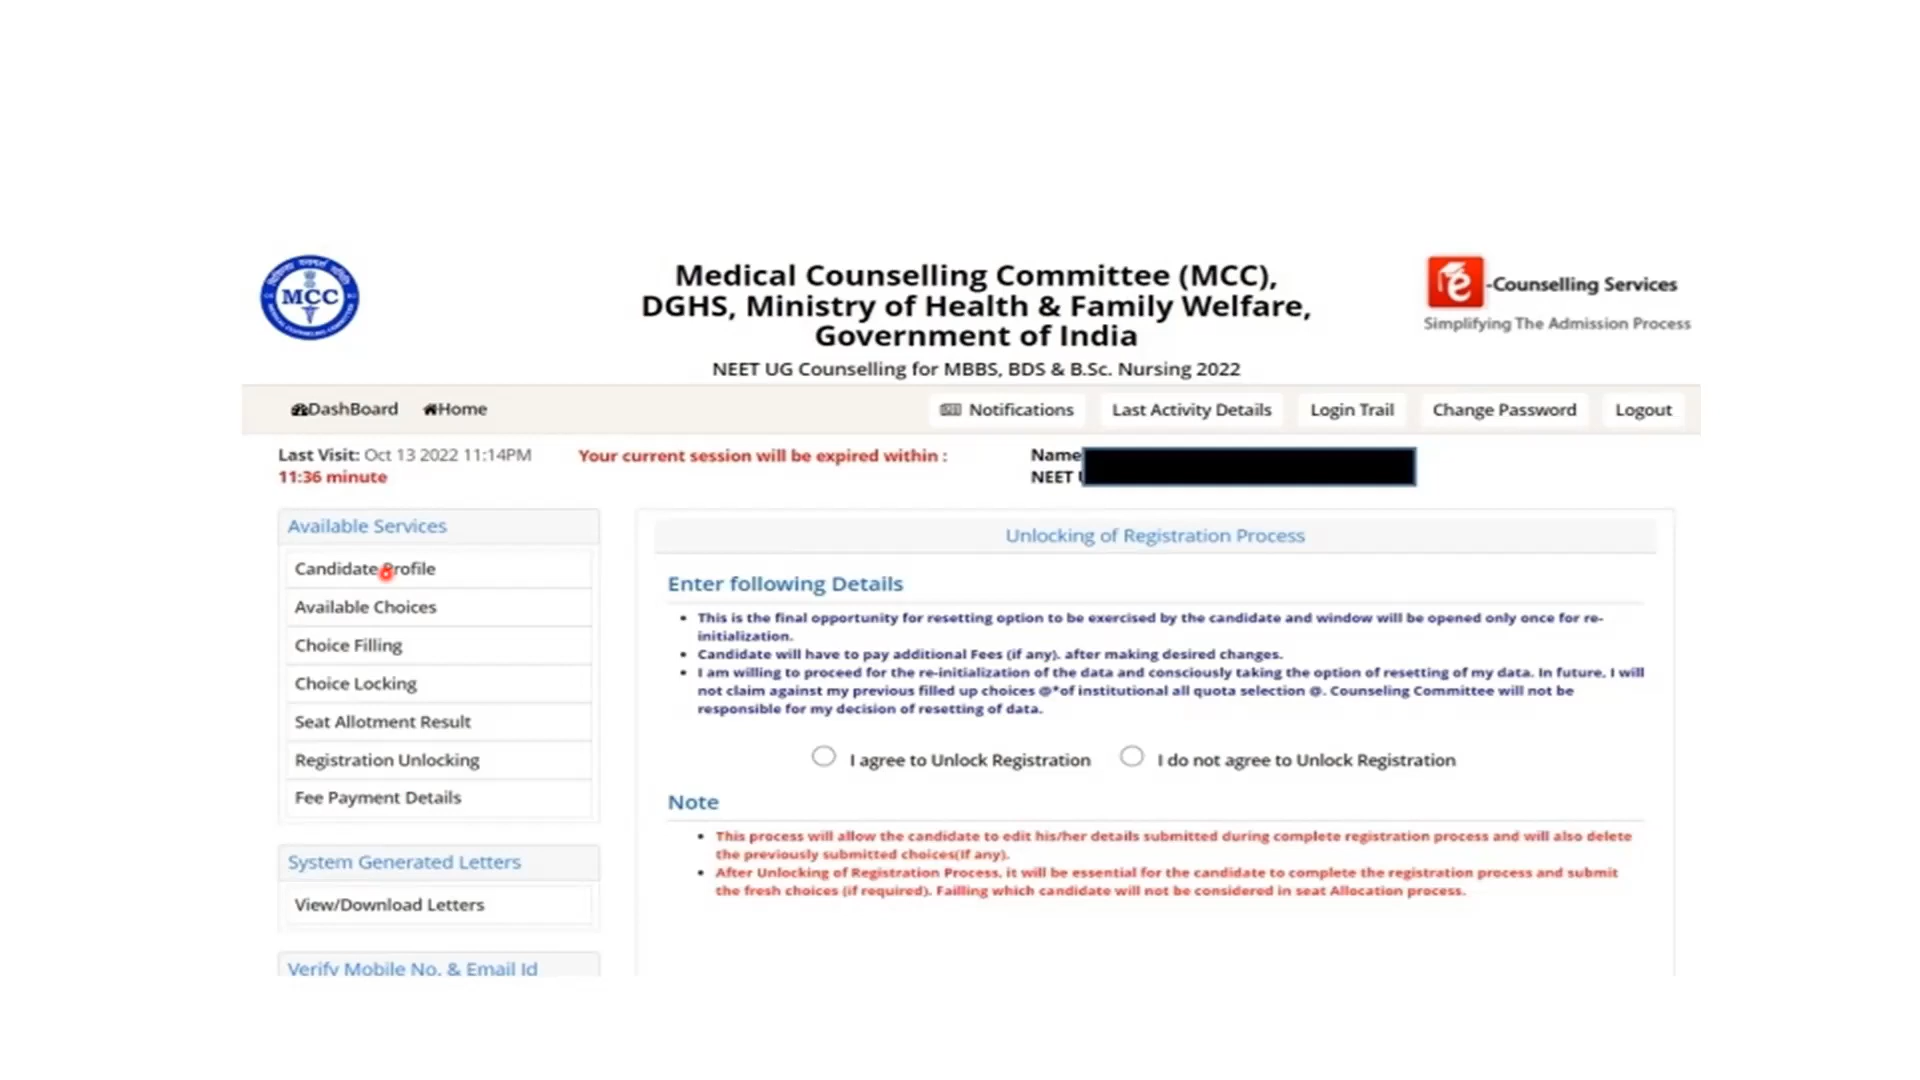 MCC
Medical Counselling Committee (MCC),
DGHS, Ministry of Health & Family Welfare,
Government of India
NEET UG Counselling for MBBS, BDS & B.Sc. Nursing 2022
e-Counselling Services
Simplifying The Admission Process
DashBoard Home Notifications Last Activity Details Login Trail Change Password Logout
Last Visit: Oct 13 2022 11:14PM Your current session will be expired within :
11:36 minute
Name
NEET
Available Services
Candidate Profile
Available Choices
Choice Filling
Choice Locking
Seat Allotment Result
Registration Unlocking
Fee Payment Details
System Generated Letters
View/Download Letters
Verify Mobile No. & Email Id
Unlocking of Registration Process
Enter following Details
This is the final opportunity for resetting option to be exercised by the candidate and window will be opened only once for re-
initialization.
Candidate will have to pay additional Fees (if any). after making desired changes.
I am willing to proceed for the re-initialization of the data and consciously taking the option of resetting of my data. In future, I will
not claim against my previous filled up choices @*of institutional all quota selection @. Counseling Committee will not be
responsible for my decision of resetting of data.
I agree to Unlock Registration I do not agree to Unlock Registration
Note
This process will allow the candidate to edit his/her details submitted during complete registration process and will also delete
the previously submitted choices(if any).
After Unlocking of Registration Process, it will be essential for the candidate to complete the registration process and submit
the fresh choices (if required). Failling which candidate will not be considered in seat Allocation process.